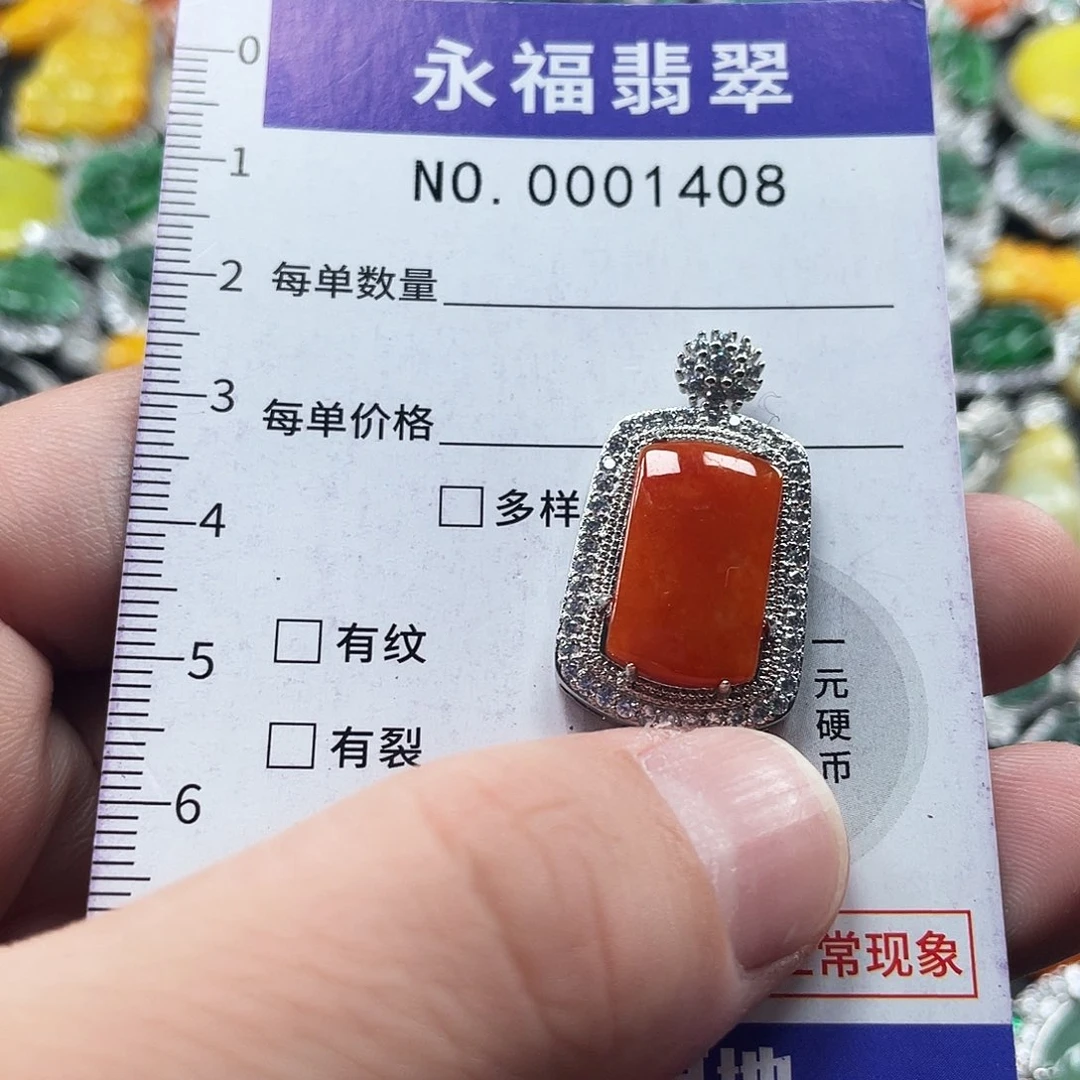 永福翡翠
NO. 0001408
0
1
2
3
4
5
6
每单数量
每单价格
□多样
□有纹
□有裂
一元硬币
常现象